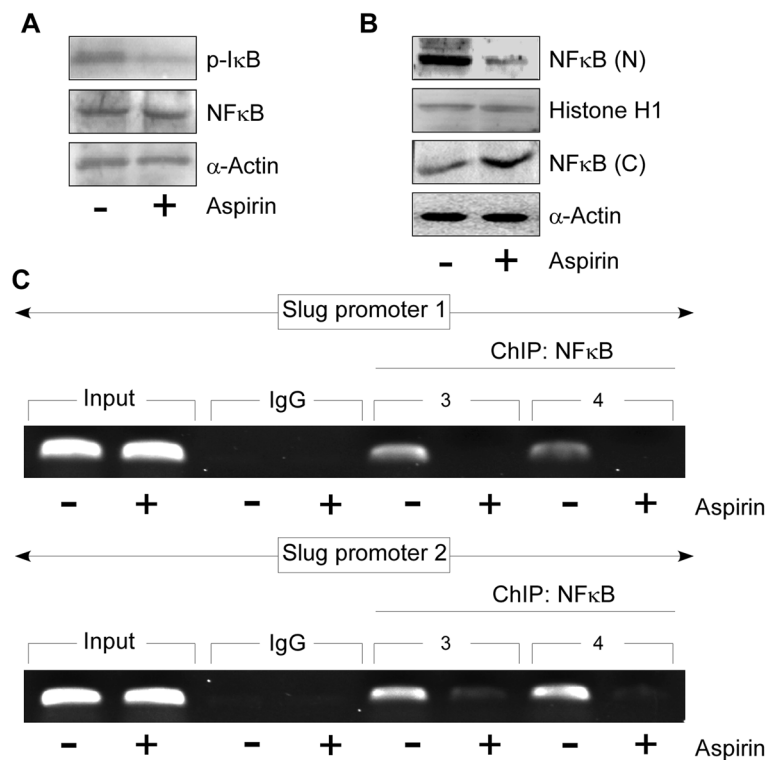 A
p-IκB
NFκB
α-Actin
- + Aspirin
B
NFκB (N)
Histone H1
NFκB (C)
α-Actin
- + Aspirin
C
Slug promoter 1
ChIP: NFκB
Input IgG 3 4
- + - + - + - + Aspirin
Slug promoter 2
ChIP: NFκB
Input IgG 3 4
- + - + - + - + Aspirin